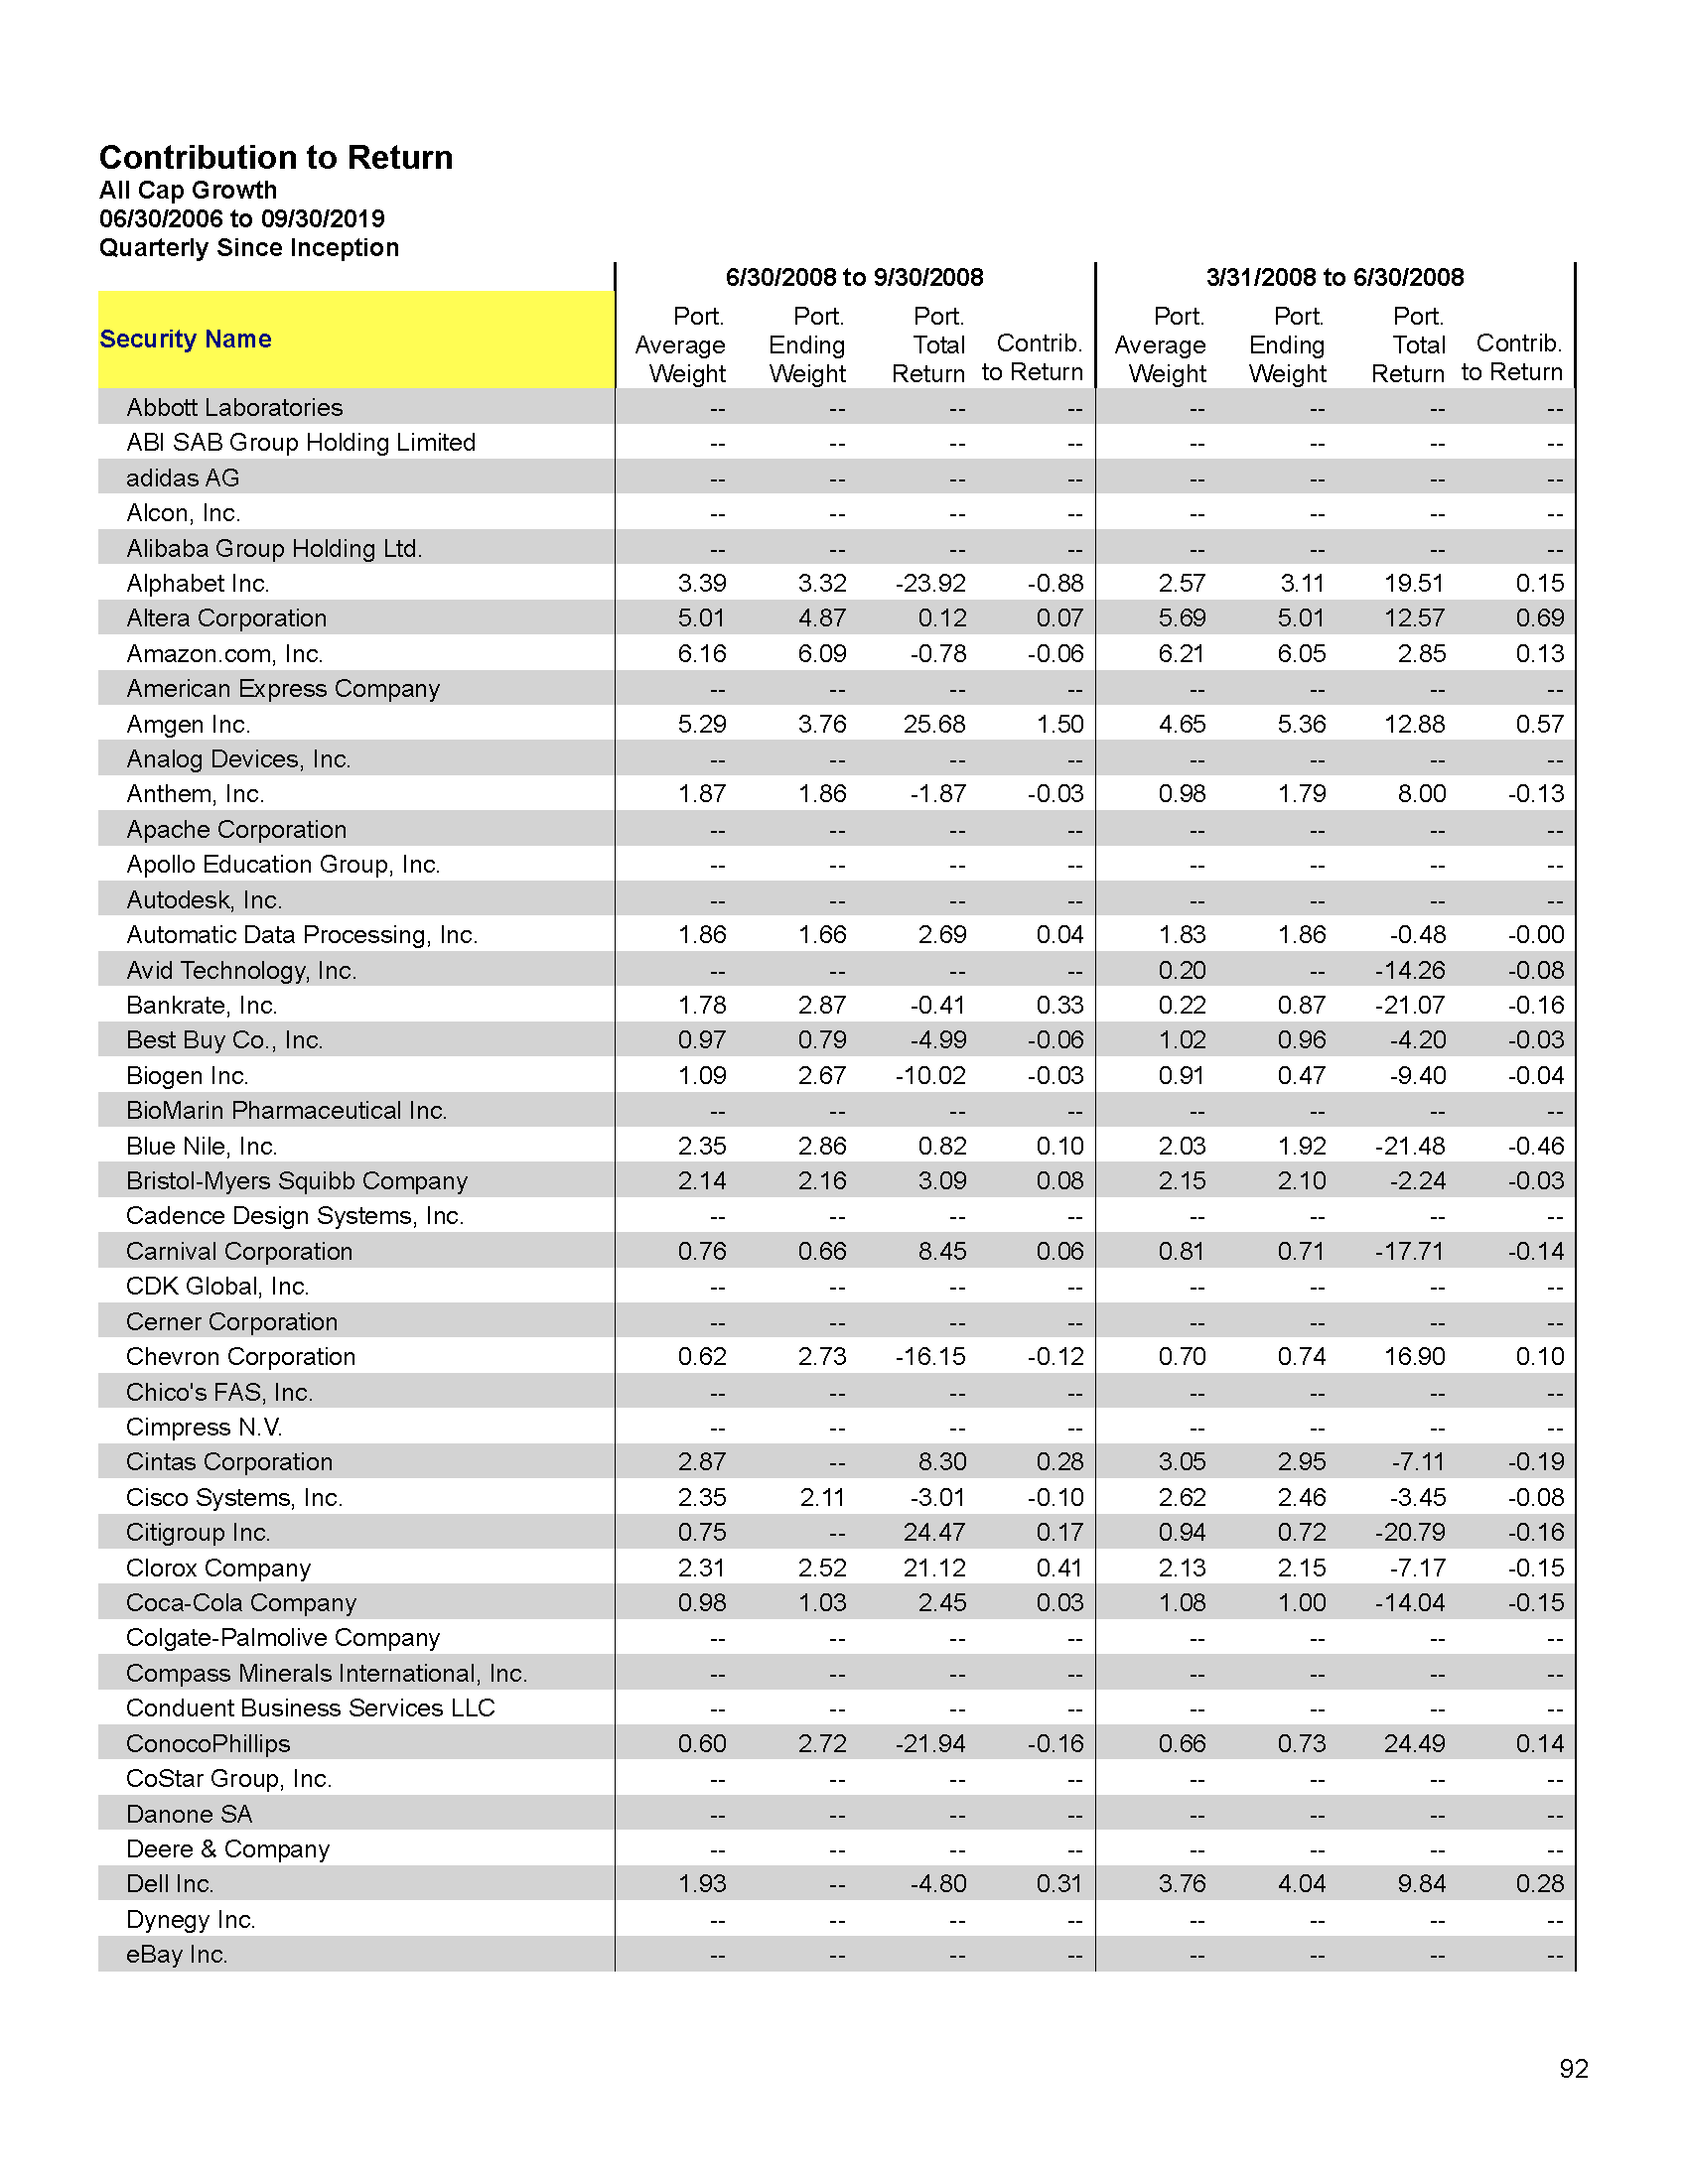 Contribution to Return
All Cap Growth
06/30/2006 to 09/30/2019
Quarterly Since Inception
6/30/2008 to 9/30/2008 3/31/2008 to 6/30/2008
Security Name Port. Average Weight Port. Ending Weight Port. Total Return Contrib. to Return Port. Average Weight Port. Ending Weight Port. Total Return Contrib. to Return
Abbott Laboratories -- -- -- -- -- -- -- --
ABI SAB Group Holding Limited -- -- -- -- -- -- -- --
adidas AG -- -- -- -- -- -- -- --
Alcon, Inc. -- -- -- -- -- -- -- --
Alibaba Group Holding Ltd. -- -- -- -- -- -- -- --
Alphabet Inc. 3.39 3.32 -23.92 -0.88 2.57 3.11 19.51 0.15
Altera Corporation 5.01 4.87 0.12 0.07 5.69 5.01 12.57 0.69
Amazon.com, Inc. 6.16 6.09 -0.78 -0.06 6.21 6.05 2.85 0.13
American Express Company -- -- -- -- -- -- -- --
Amgen Inc. 5.29 3.76 25.68 1.50 4.65 5.36 12.88 0.57
Analog Devices, Inc. -- -- -- -- -- -- -- --
Anthem, Inc. 1.87 1.86 -1.87 -0.03 0.98 1.79 8.00 -0.13
Apache Corporation -- -- -- -- -- -- -- --
Apollo Education Group, Inc. -- -- -- -- -- -- -- --
Autodesk, Inc. -- -- -- -- -- -- -- --
Automatic Data Processing, Inc. 1.86 1.66 2.69 0.04 1.83 1.86 -0.48 -0.00
Avid Technology, Inc. -- -- -- -- 0.20 -- -14.26 -0.08
Bankrate, Inc. 1.78 2.87 -0.41 0.33 0.22 0.87 -21.07 -0.16
Best Buy Co., Inc. 0.97 0.79 -4.99 -0.06 1.02 0.96 -4.20 -0.03
Biogen Inc. 1.09 2.67 -10.02 -0.03 0.91 0.47 -9.40 -0.04
BioMarin Pharmaceutical Inc. -- -- -- -- -- -- -- --
Blue Nile, Inc. 2.35 2.86 0.82 0.10 2.03 1.92 -21.48 -0.46
Bristol-Myers Squibb Company 2.14 2.16 3.09 0.08 2.15 2.10 -2.24 -0.03
Cadence Design Systems, Inc. -- -- -- -- -- -- -- --
Carnival Corporation 0.76 0.66 8.45 0.06 0.81 0.71 -17.71 -0.14
CDK Global, Inc. -- -- -- -- -- -- -- --
Cerner Corporation -- -- -- -- -- -- -- --
Chevron Corporation 0.62 2.73 -16.15 -0.12 0.70 0.74 16.90 0.10
Chico's FAS, Inc. -- -- -- -- -- -- -- --
Cimpress N.V. -- -- -- -- -- -- -- --
Cintas Corporation 2.87 -- 8.30 0.28 3.05 2.95 -7.11 -0.19
Cisco Systems, Inc. 2.35 2.11 -3.01 -0.10 2.62 2.46 -3.45 -0.08
Citigroup Inc. 0.75 -- 24.47 0.17 0.94 0.72 -20.79 -0.16
Clorox Company 2.31 2.52 21.12 0.41 2.13 2.15 -7.17 -0.15
Coca-Cola Company 0.98 1.03 2.45 0.03 1.08 1.00 -14.04 -0.15
Colgate-Palmolive Company -- -- -- -- -- -- -- --
Compass Minerals International, Inc. -- -- -- -- -- -- -- --
Conduent Business Services LLC -- -- -- -- -- -- -- --
ConocoPhillips 0.60 2.72 -21.94 -0.16 0.66 0.73 24.49 0.14
CoStar Group, Inc. -- -- -- -- -- -- -- --
Danone SA -- -- -- -- -- -- -- --
Deere & Company -- -- -- -- -- -- -- --
Dell Inc. 1.93 -- -4.80 0.31 3.76 4.04 9.84 0.28
Dynegy Inc. -- -- -- -- -- -- -- --
eBay Inc. -- -- -- -- -- -- -- --
92